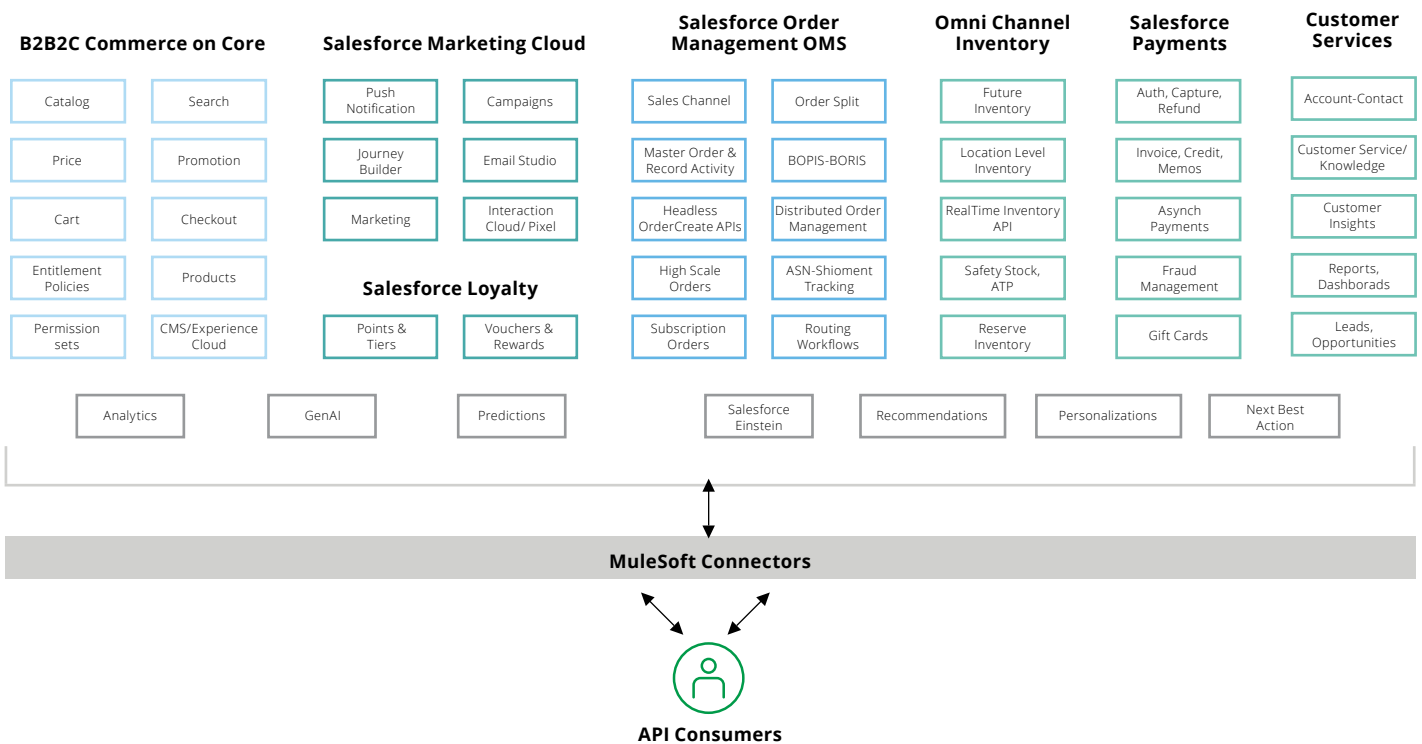 B2B2C Commerce on Core
Catalog
Search
Price
Promotion
Cart
Checkout
Entitlement
Policies
Products
Permission
sets
CMS/Experience
Cloud
Salesforce Marketing Cloud
Push
Notification
Campaigns
Journey
Builder
Email Studio
Marketing
Interaction
Cloud/ Pixel
Salesforce Loyalty
Points &
Tiers
Vouchers &
Rewards
Salesforce Order
Management OMS
Sales Channel
Order Split
Master Order &
Record Activity
BOPIS-BORIS
Headless
OrderCreate APIs
Distributed Order
Management
High Scale
Orders
ASN-Shioment
Tracking
Subscription
Orders
Routing
Workflows
Omni Channel
Inventory
Future
Inventory
Location Level
Inventory
RealTime Inventory
API
Safety Stock,
ATP
Reserve
Inventory
Salesforce
Payments
Auth, Capture,
Refund
Invoice, Credit,
Memos
Asynch
Payments
Fraud
Management
Gift Cards
Customer
Services
Account-Contact
Customer Service/
Knowledge
Customer
Insights
Reports,
Dashborads
Leads,
Opportunities
Analytics
GenAI
Predictions
Salesforce
Einstein
Recommendations
Personalizations
Next Best
Action
MuleSoft Connectors
API Consumers